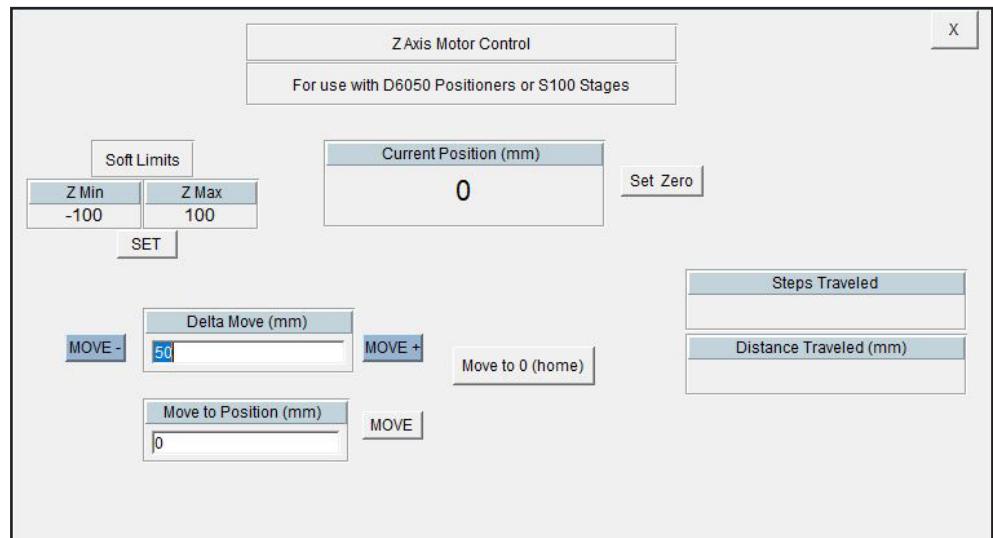 X
Z Axis Motor Control
For use with D6050 Positioners or S100 Stages
Soft Limits
Z Min Z Max
-100 100
SET
Current Position (mm)
0
Set Zero
Steps Traveled
Distance Traveled (mm)
Delta Move (mm)
MOVE - 50 MOVE +
Move to 0 (home)
Move to Position (mm)
0 MOVE